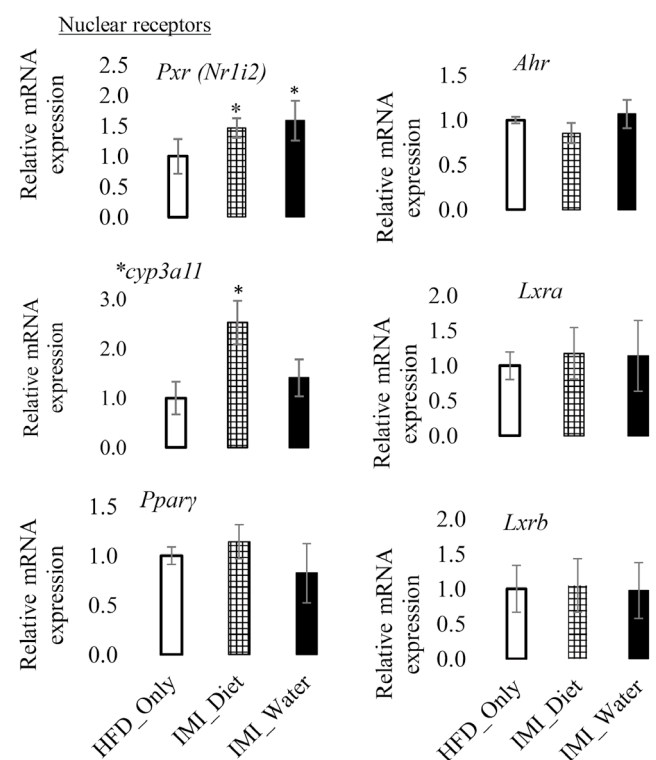 Nuclear receptors
Pxr (Nr1i2)
Relative mRNA
expression
2.5
2.0
1.5
1.0
0.5
0.0
*
*
Ahr
Relative mRNA
expression
1.5
1.0
0.5
0.0
*cyp3a11
Relative mRNA
expression
3.0
2.0
1.0
0.0
*
Lxra
Relative mRNA
expression
2.0
1.5
1.0
0.5
0.0
Pparγ
Relative mRNA
expression
1.5
1.0
0.5
0.0
HFD_Only
IMI_Diet
IMI_Water
Lxrb
Relative mRNA
expression
2.0
1.5
1.0
0.5
0.0
HFD_Only
IMI_Diet
IMI_Water